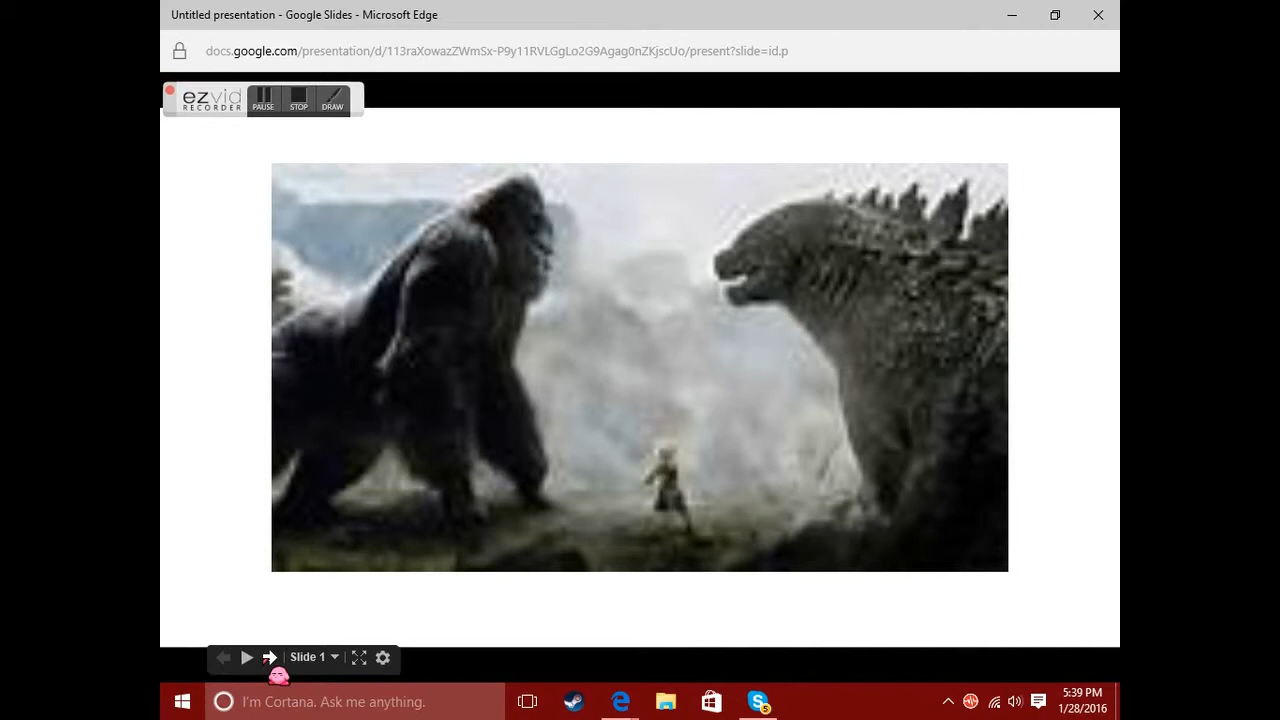 Untitled presentation - Google Slides - Microsoft Edge
docs.google.com/presentation/d/113raXowazZWmSx-P9y11RVLGgLo2G9Agag0nZKjscUo/present?slide=id.p
ezvid
RECORDER
PAUSE STOP DRAW
Slide 1
I'm Cortana. Ask me anything.
5
5:39 PM
1/28/2016